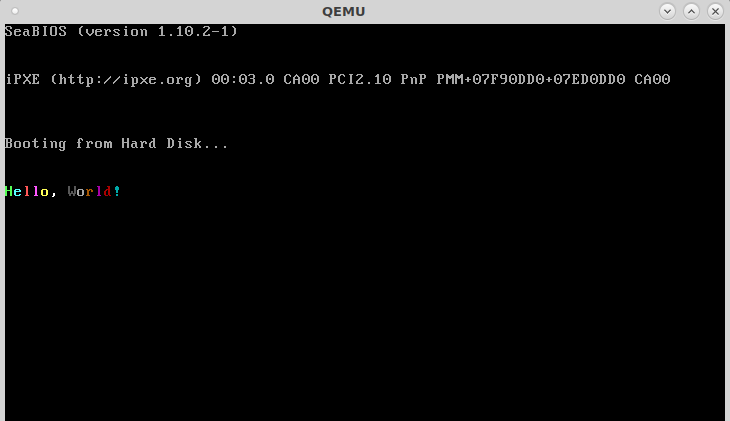 QEMU
SeaBIOS (version 1.10.2-1)
iPXE (http://ipxe.org) 00:03.0 CA00 PCI2.10 PnP PMM+07F90DD0+07ED0DD0 CA00
Booting from Hard Disk...
Hello, World!